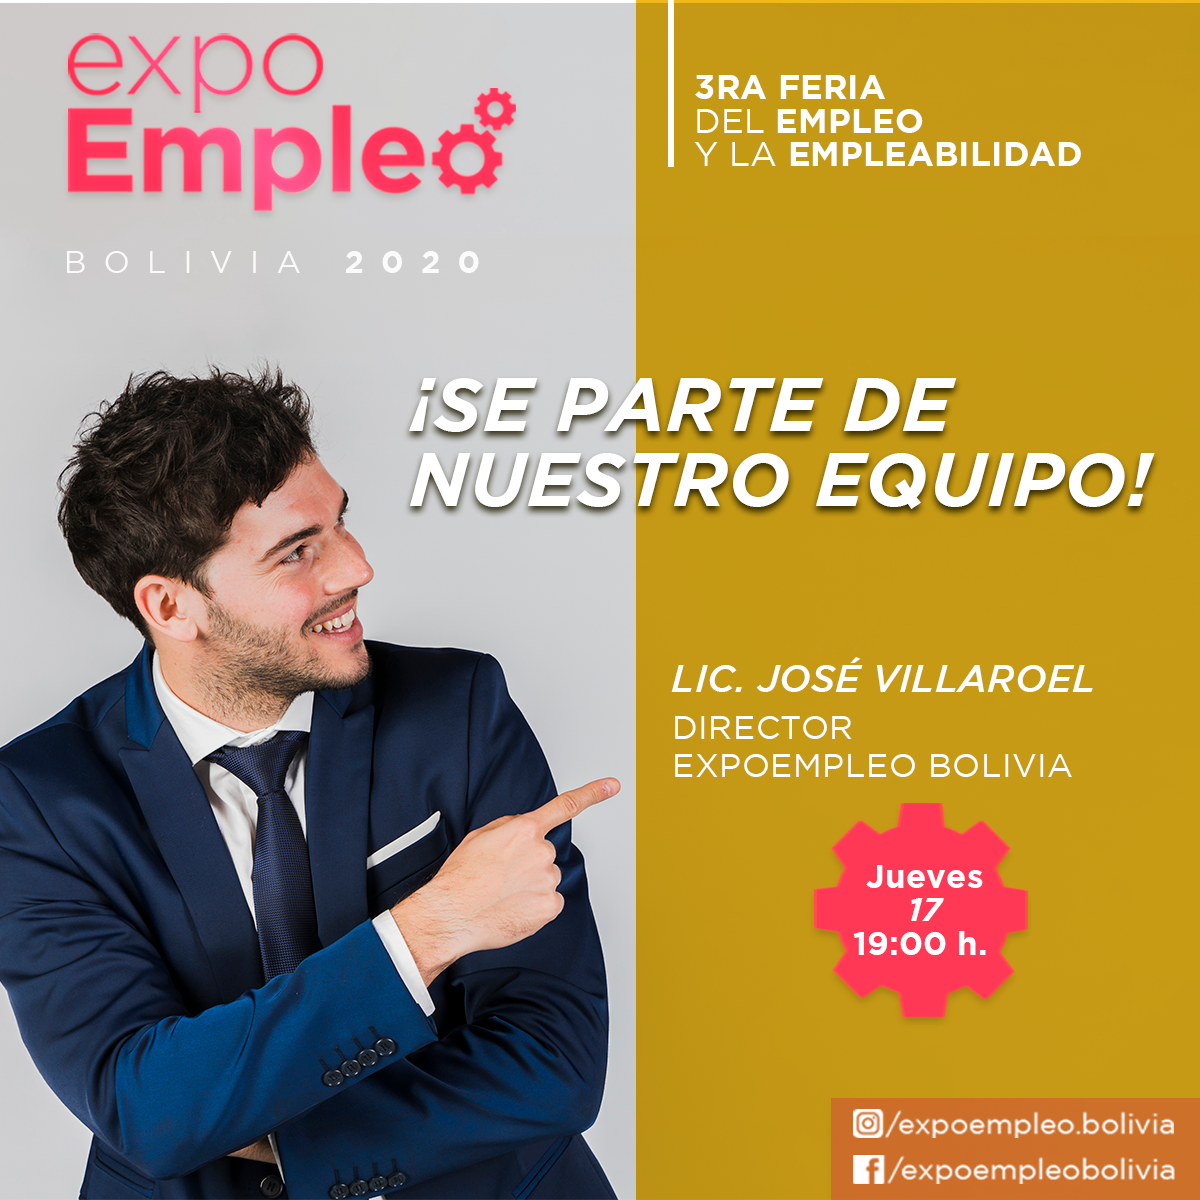 expo
Empleo
BOLIVIA 2020
3RA FERIA
DEL EMPLEO
Y LA EMPLEABILIDAD
¡SE PARTE DE
NUESTRO EQUIPO!
LIC. JOSÉ VILLAROEL
DIRECTOR
EXPOEMPLEO BOLIVIA
Jueves
17
19:00 h.
/expoempleo.bolivia
/expoempleobolivia